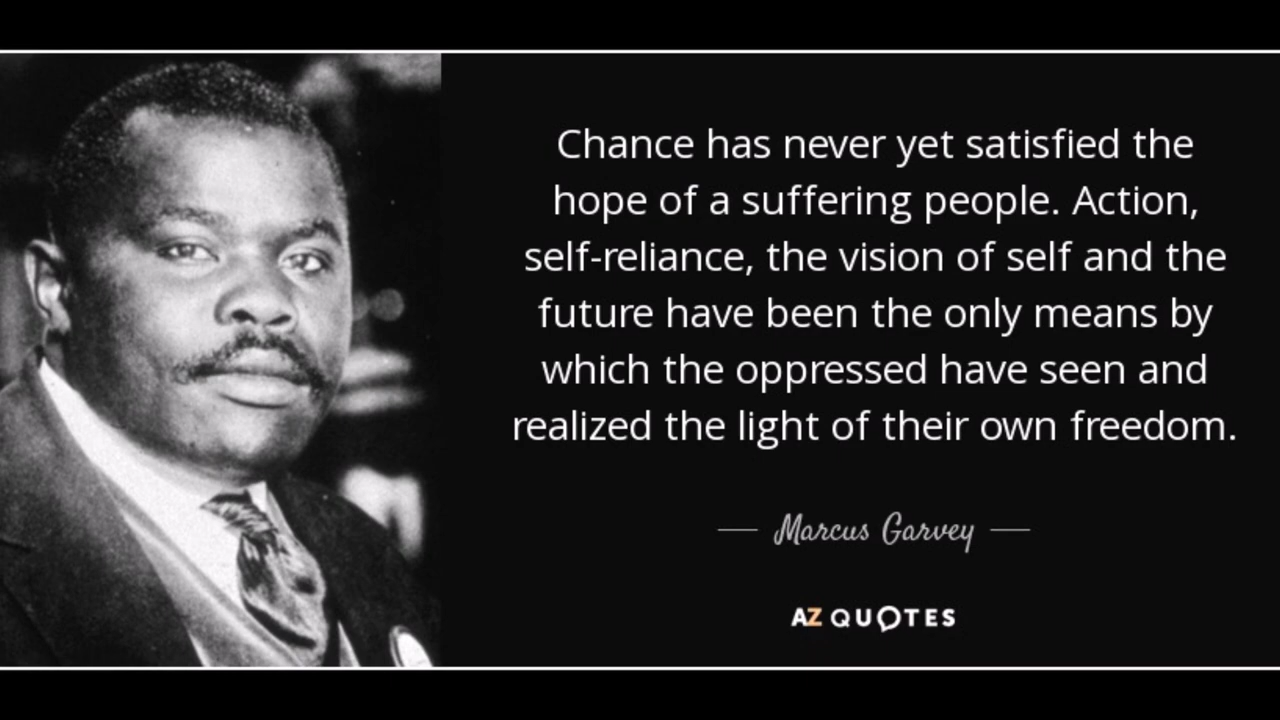 Chance has never yet satisfied the
hope of a suffering people. Action,
self-reliance, the vision of self and the
future have been the only means by
which the oppressed have seen and
realized the light of their own freedom.
Marcus Garvey
AZ QUOTES